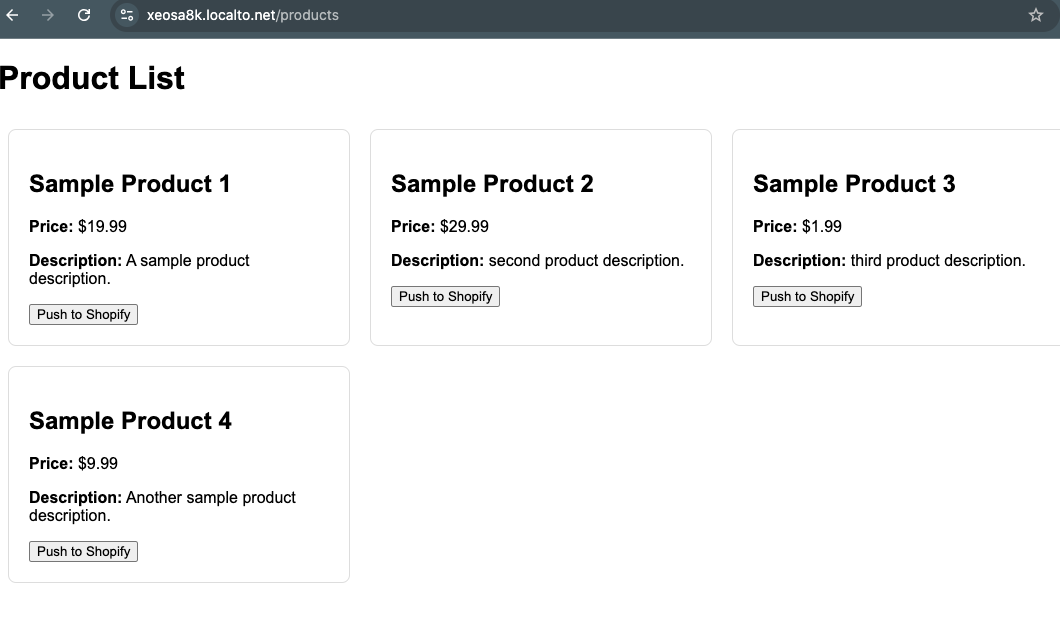 xeosa8k.localto.net/products
Product List
Sample Product 1
Price: $19.99
Description: A sample product
description.
Push to Shopify
Sample Product 2
Price: $29.99
Description: second product description.
Push to Shopify
Sample Product 3
Price: $1.99
Description: third product description.
Push to Shopify
Sample Product 4
Price: $9.99
Description: Another sample product
description.
Push to Shopify